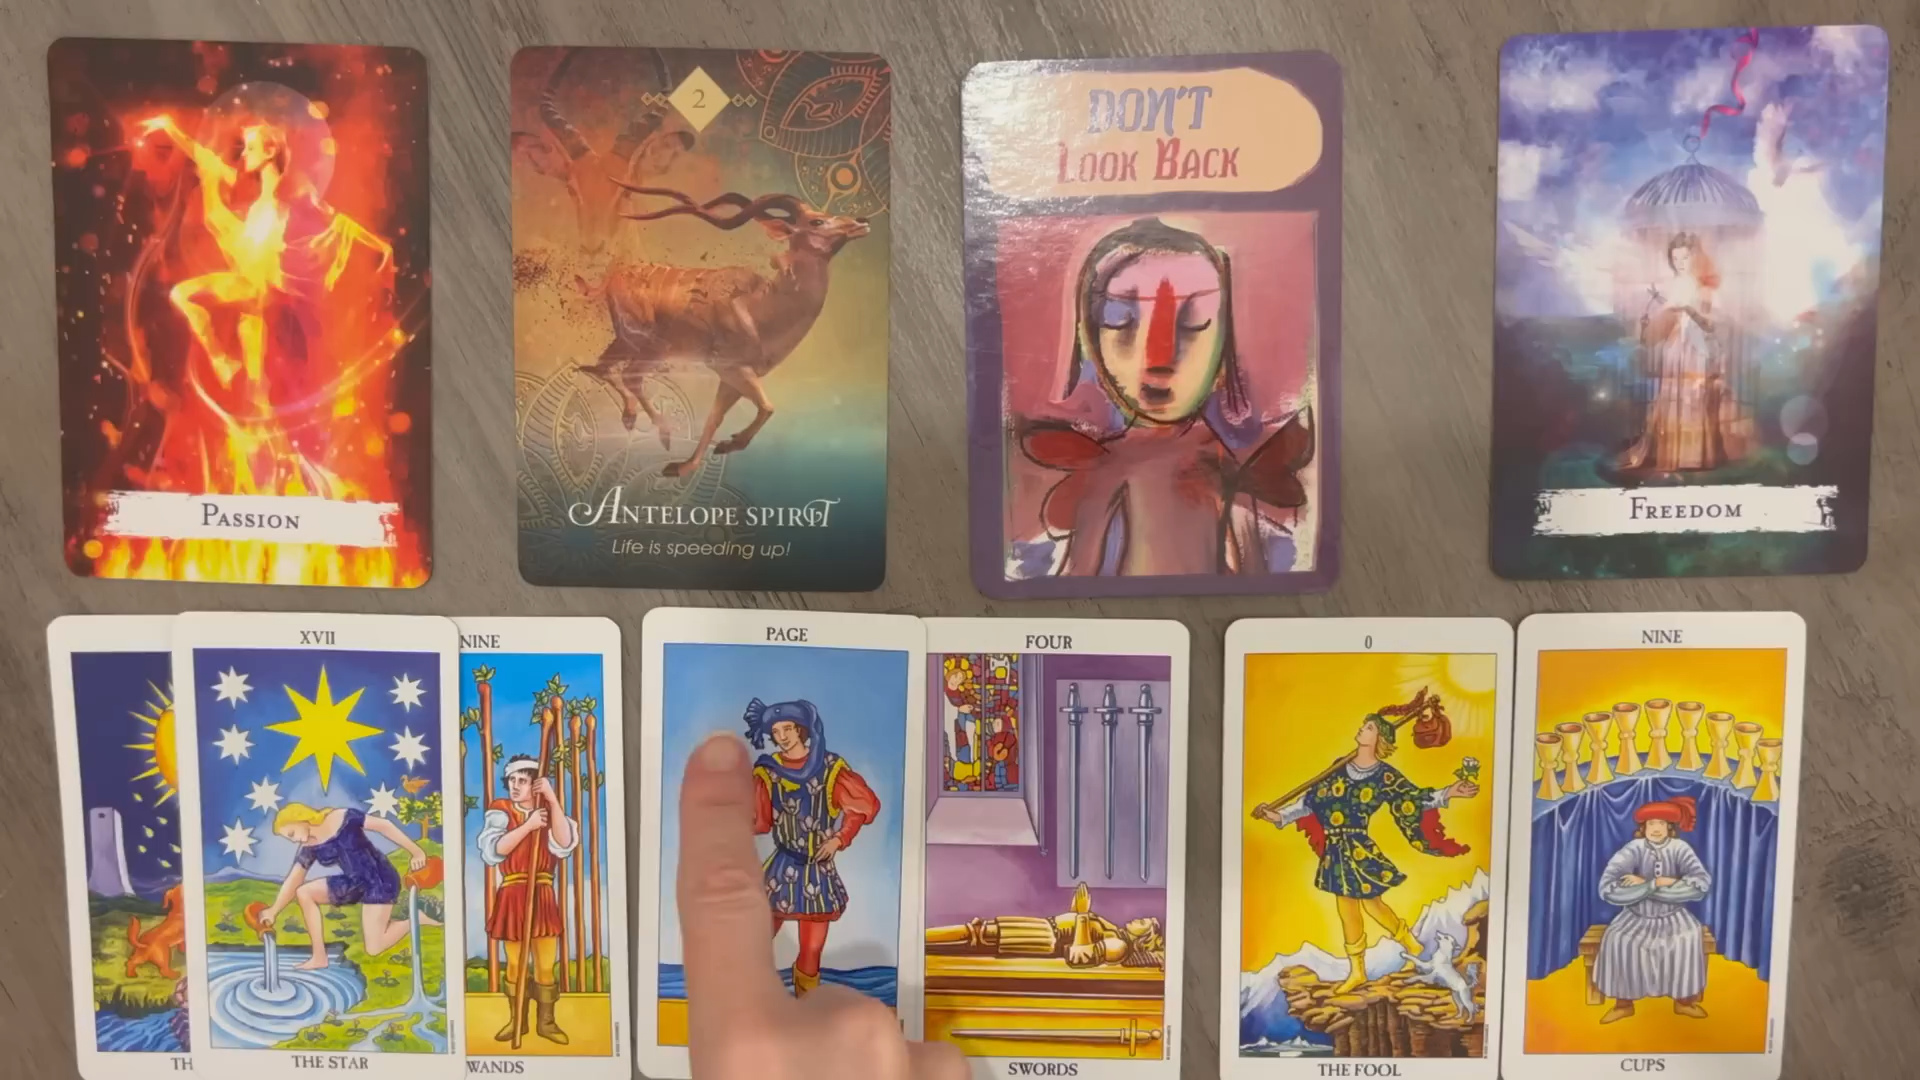 PASSION
2
ANTELOPE SPIRIT
Life is speeding up!
DON'T
LOOK BACK
FREEDOM
XVII
THE STAR
NINE
WANDS
PAGE
FOUR
SWORDS
0
THE FOOL
NINE
CUPS